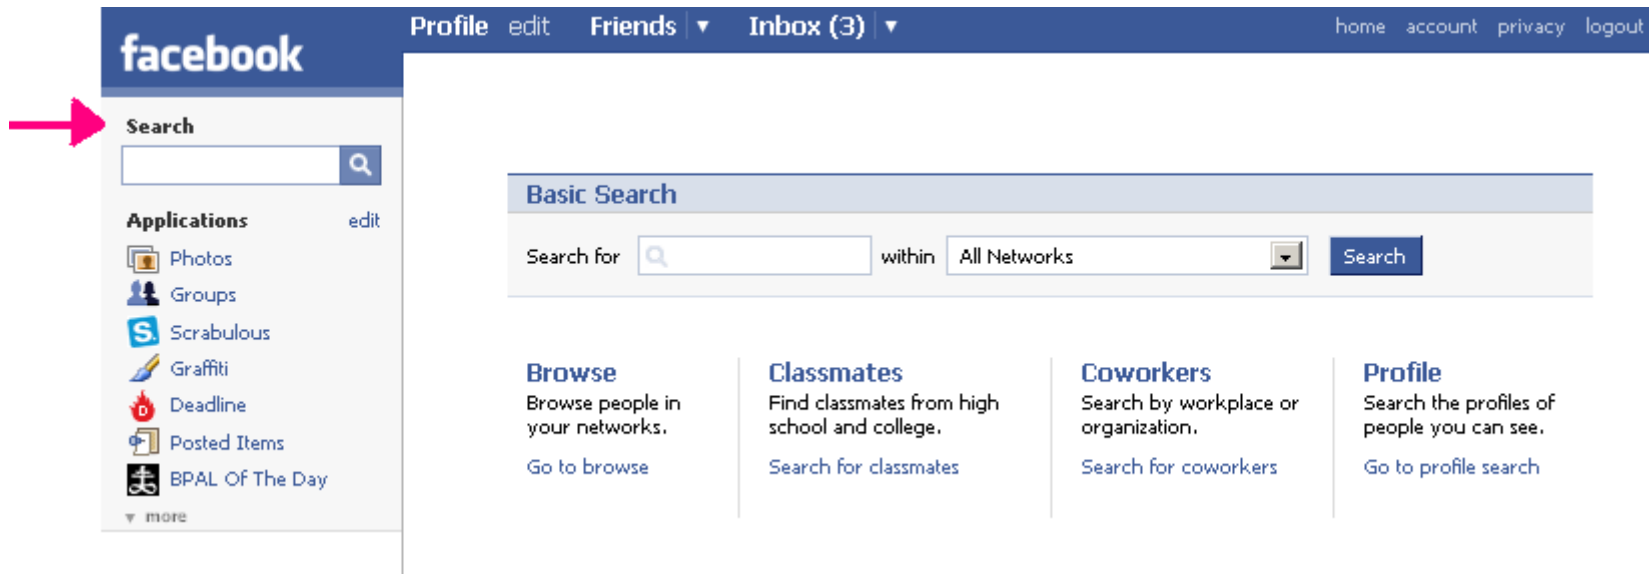 facebook
Profile edit Friends Inbox (3) home account privacy logout
Search
Applications edit
Photos
Groups
Scrabulous
Graffiti
Deadline
Posted Items
BPAL Of The Day
more
Basic Search
Search for within All Networks Search
Browse
Browse people in
your networks.
Go to browse
Classmates
Find classmates from high
school and college.
Search for classmates
Coworkers
Search by workplace or
organization.
Search for coworkers
Profile
Search the profiles of
people you can see.
Go to profile search